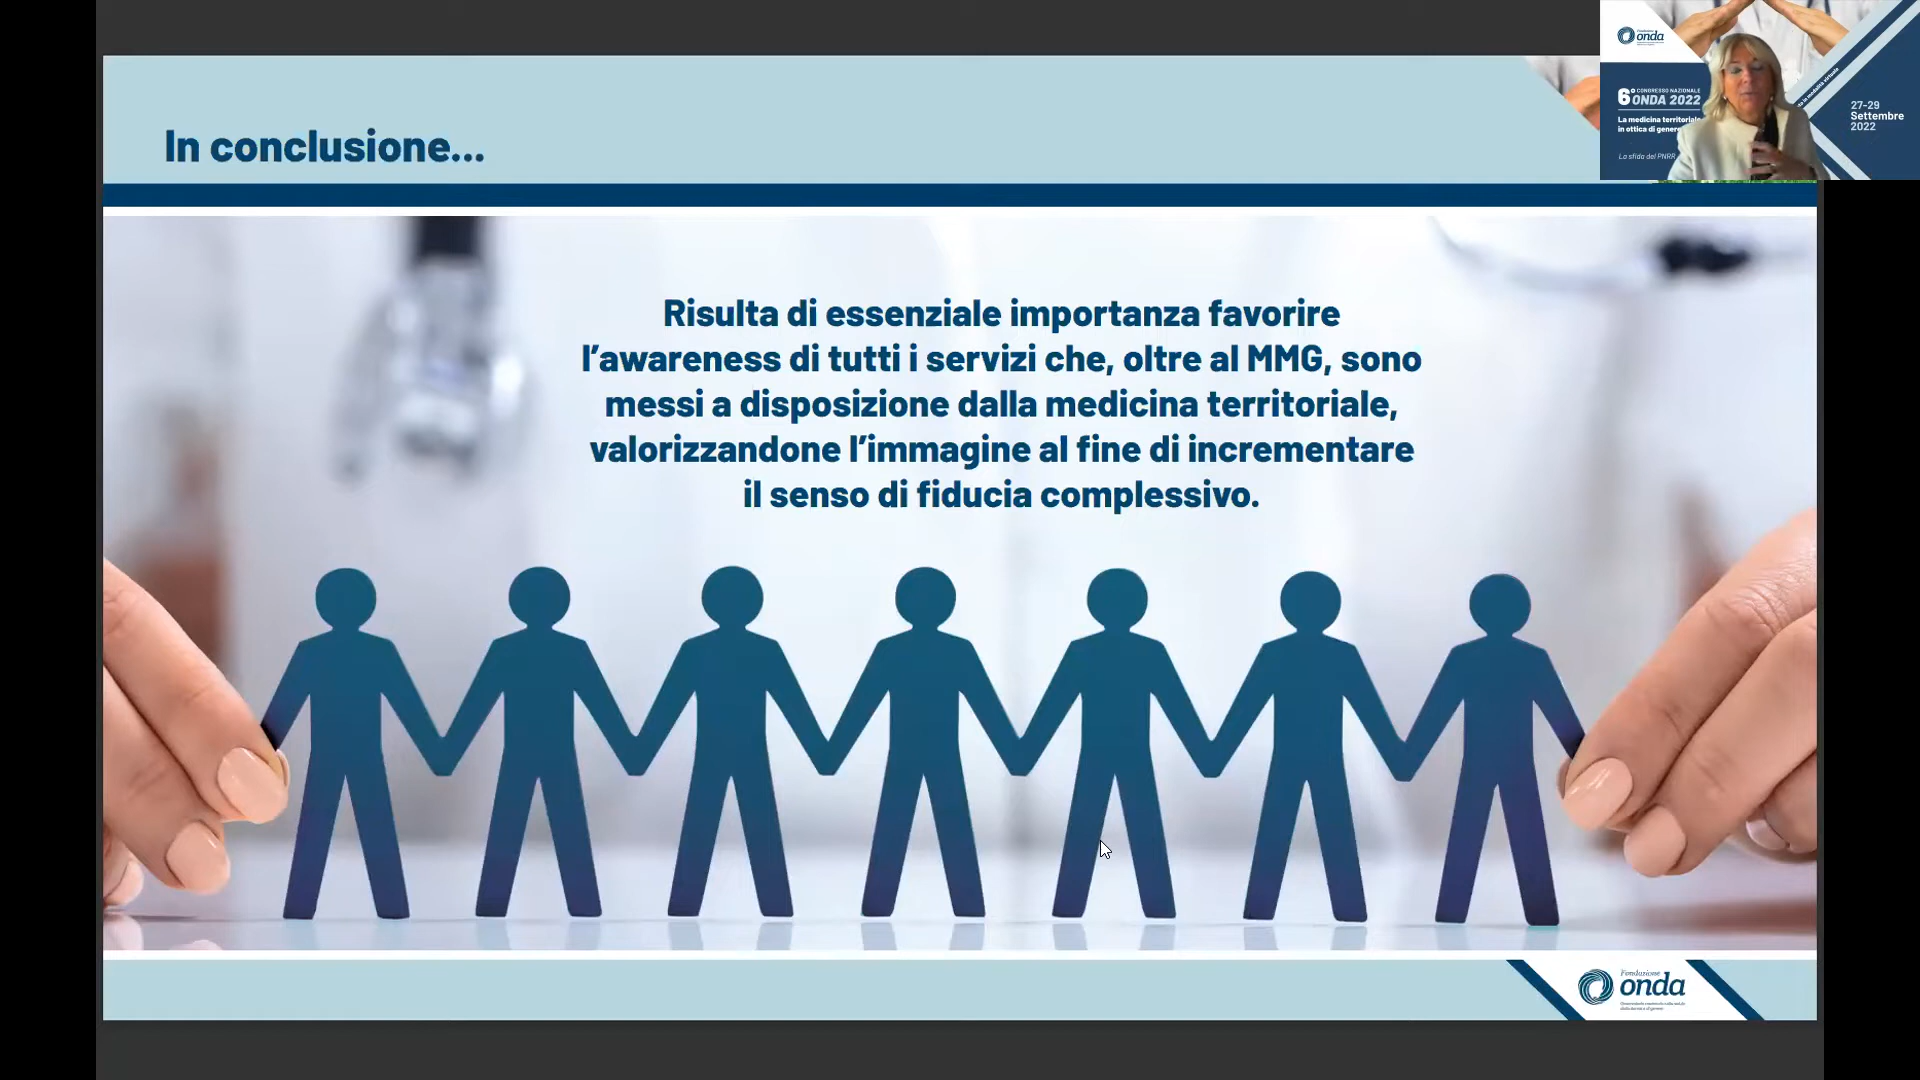 In conclusione...
Risulta di essenziale importanza favorire
l’awareness di tutti i servizi che, oltre al MMG, sono
messi a disposizione dalla medicina territoriale,
valorizzandone l’immagine al fine di incrementare
il senso di fiducia complessivo.
Fondazione
onda
onda
6° CONGRESSO NAZIONALE
ONDA 2022
La medicina territoriale
in ottica di genere
La sfida del PNRR
27-29
Settembre
2022